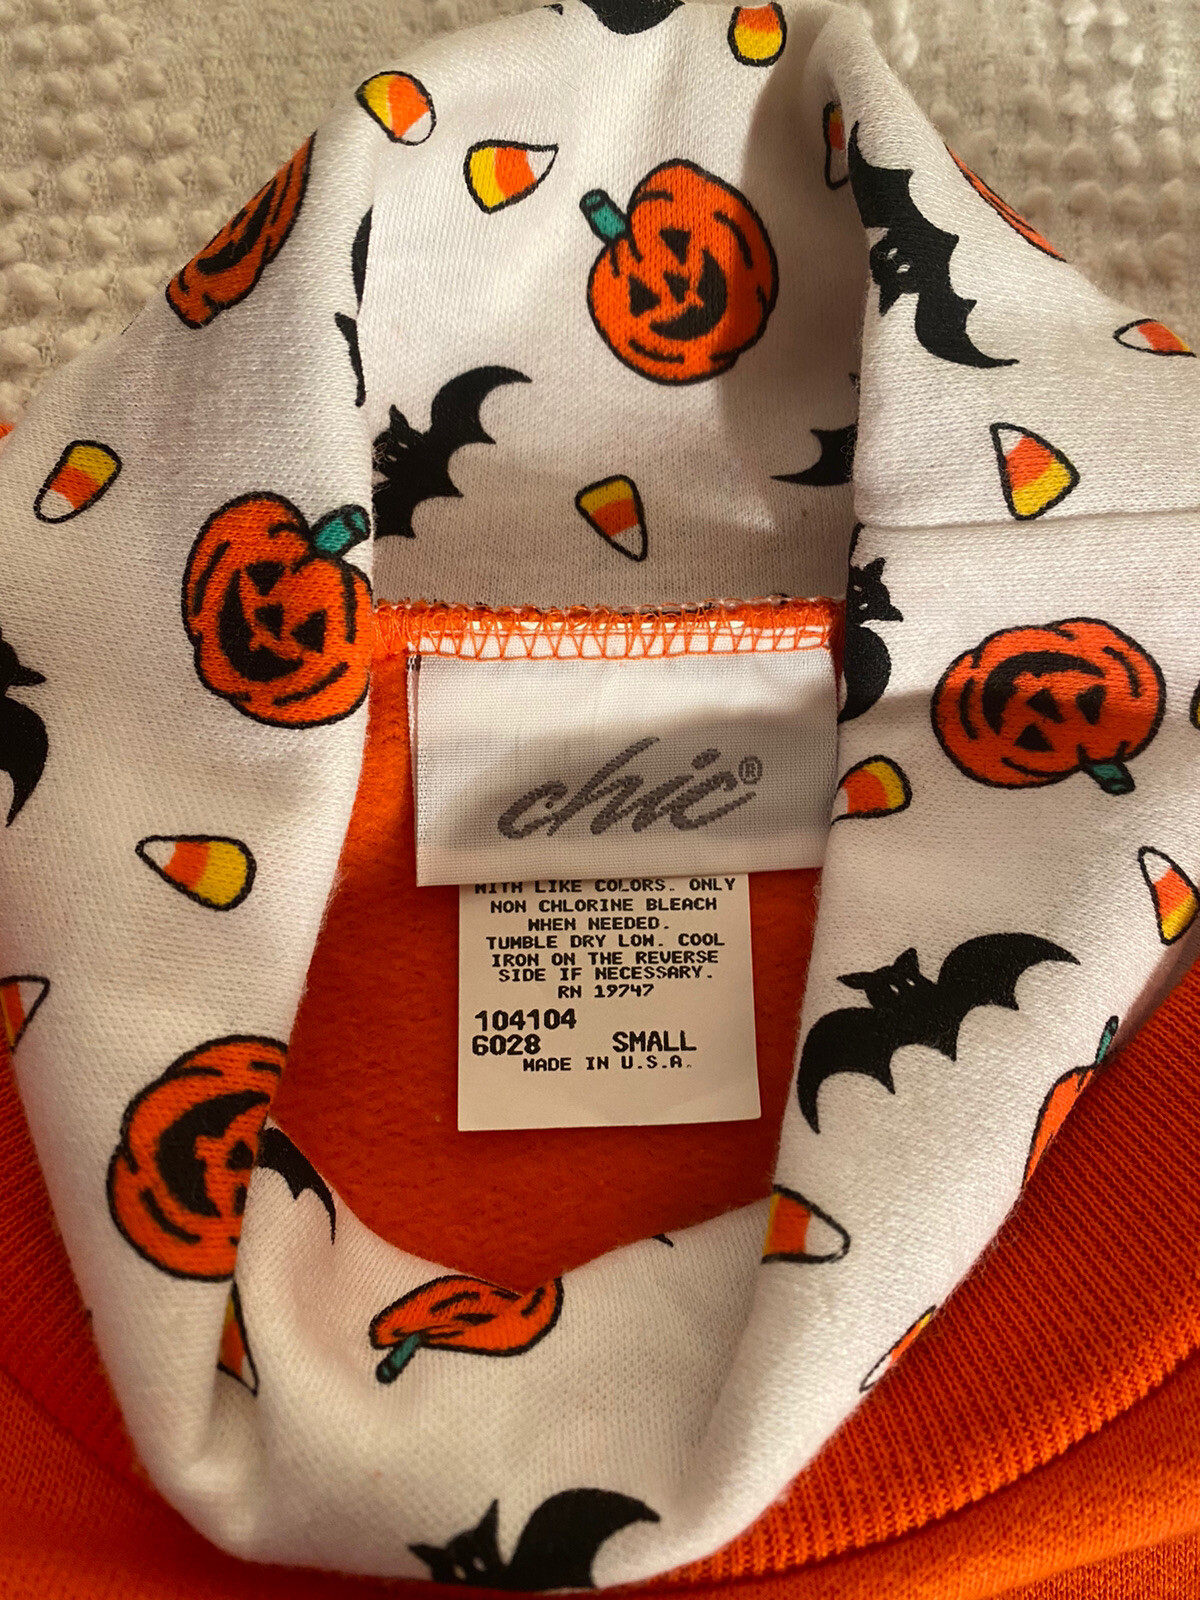 chic®
WITH LIKE COLORS. ONLY
NON CHLORINE BLEACH
WHEN NEEDED.
TUMBLE DRY LOW. COOL
IRON ON THE REVERSE
SIDE IF NECESSARY.
RN 19747
104104
6028 SMALL
MADE IN U.S.A.